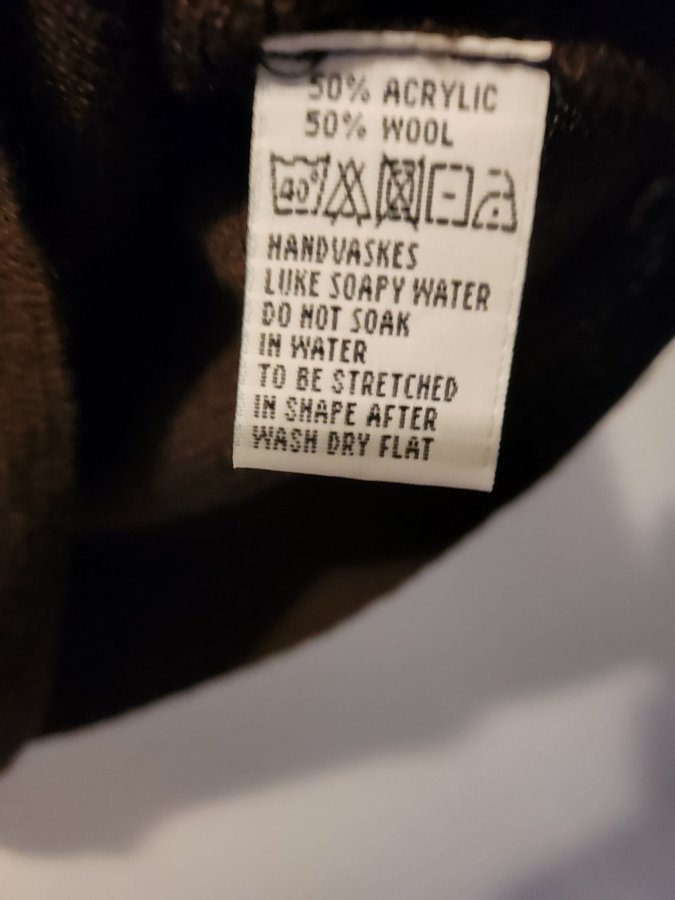 50% ACRYLIC
50% WOOL
40°
HANDVASKES
LUKE SOAPY WATER
DO NOT SOAK
IN WATER
TO BE STRETCHED
IN SHAPE AFTER
WASH DRY FLAT